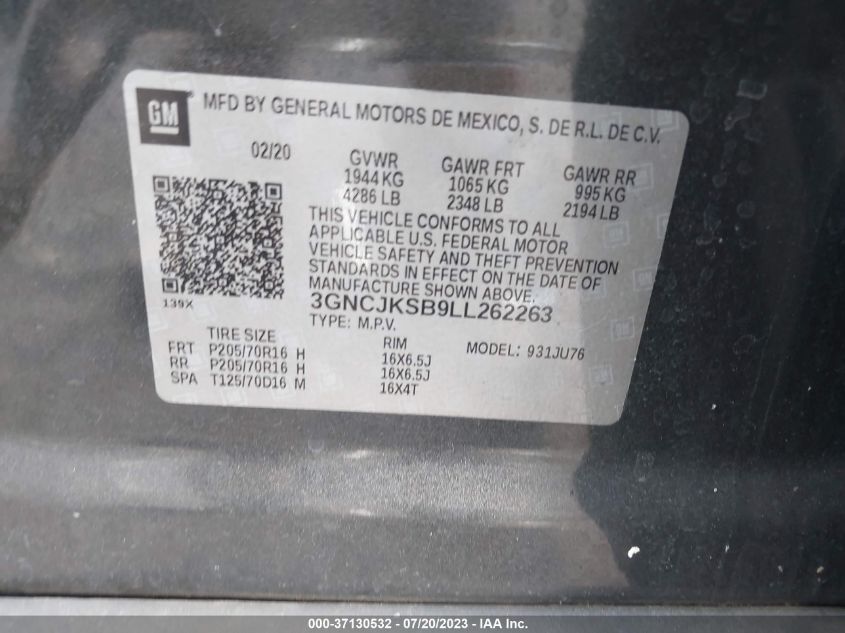 GM
MFD BY GENERAL MOTORS DE MEXICO, S. DE R.L. DE C.V.
02/20 GVWR GAWR FRT GAWR RR
1944 KG 1065 KG 995 KG
4286 LB 2348 LB 2194 LB
THIS VEHICLE CONFORMS TO ALL
APPLICABLE U.S. FEDERAL MOTOR
VEHICLE SAFETY AND THEFT PREVENTION
STANDARDS IN EFFECT ON THE DATE OF
MANUFACTURE SHOWN ABOVE.
139X
3GNCJKSB9LL262263
TYPE: M.P.V.
TIRE SIZE RIM MODEL: 931JU76
FRT P205/70R16 H 16X6.5J
RR P205/70R16 H 16X6.5J
SPA T125/70D16 M 16X4T
000-37130532 - 07/20/2023 - IAA Inc.